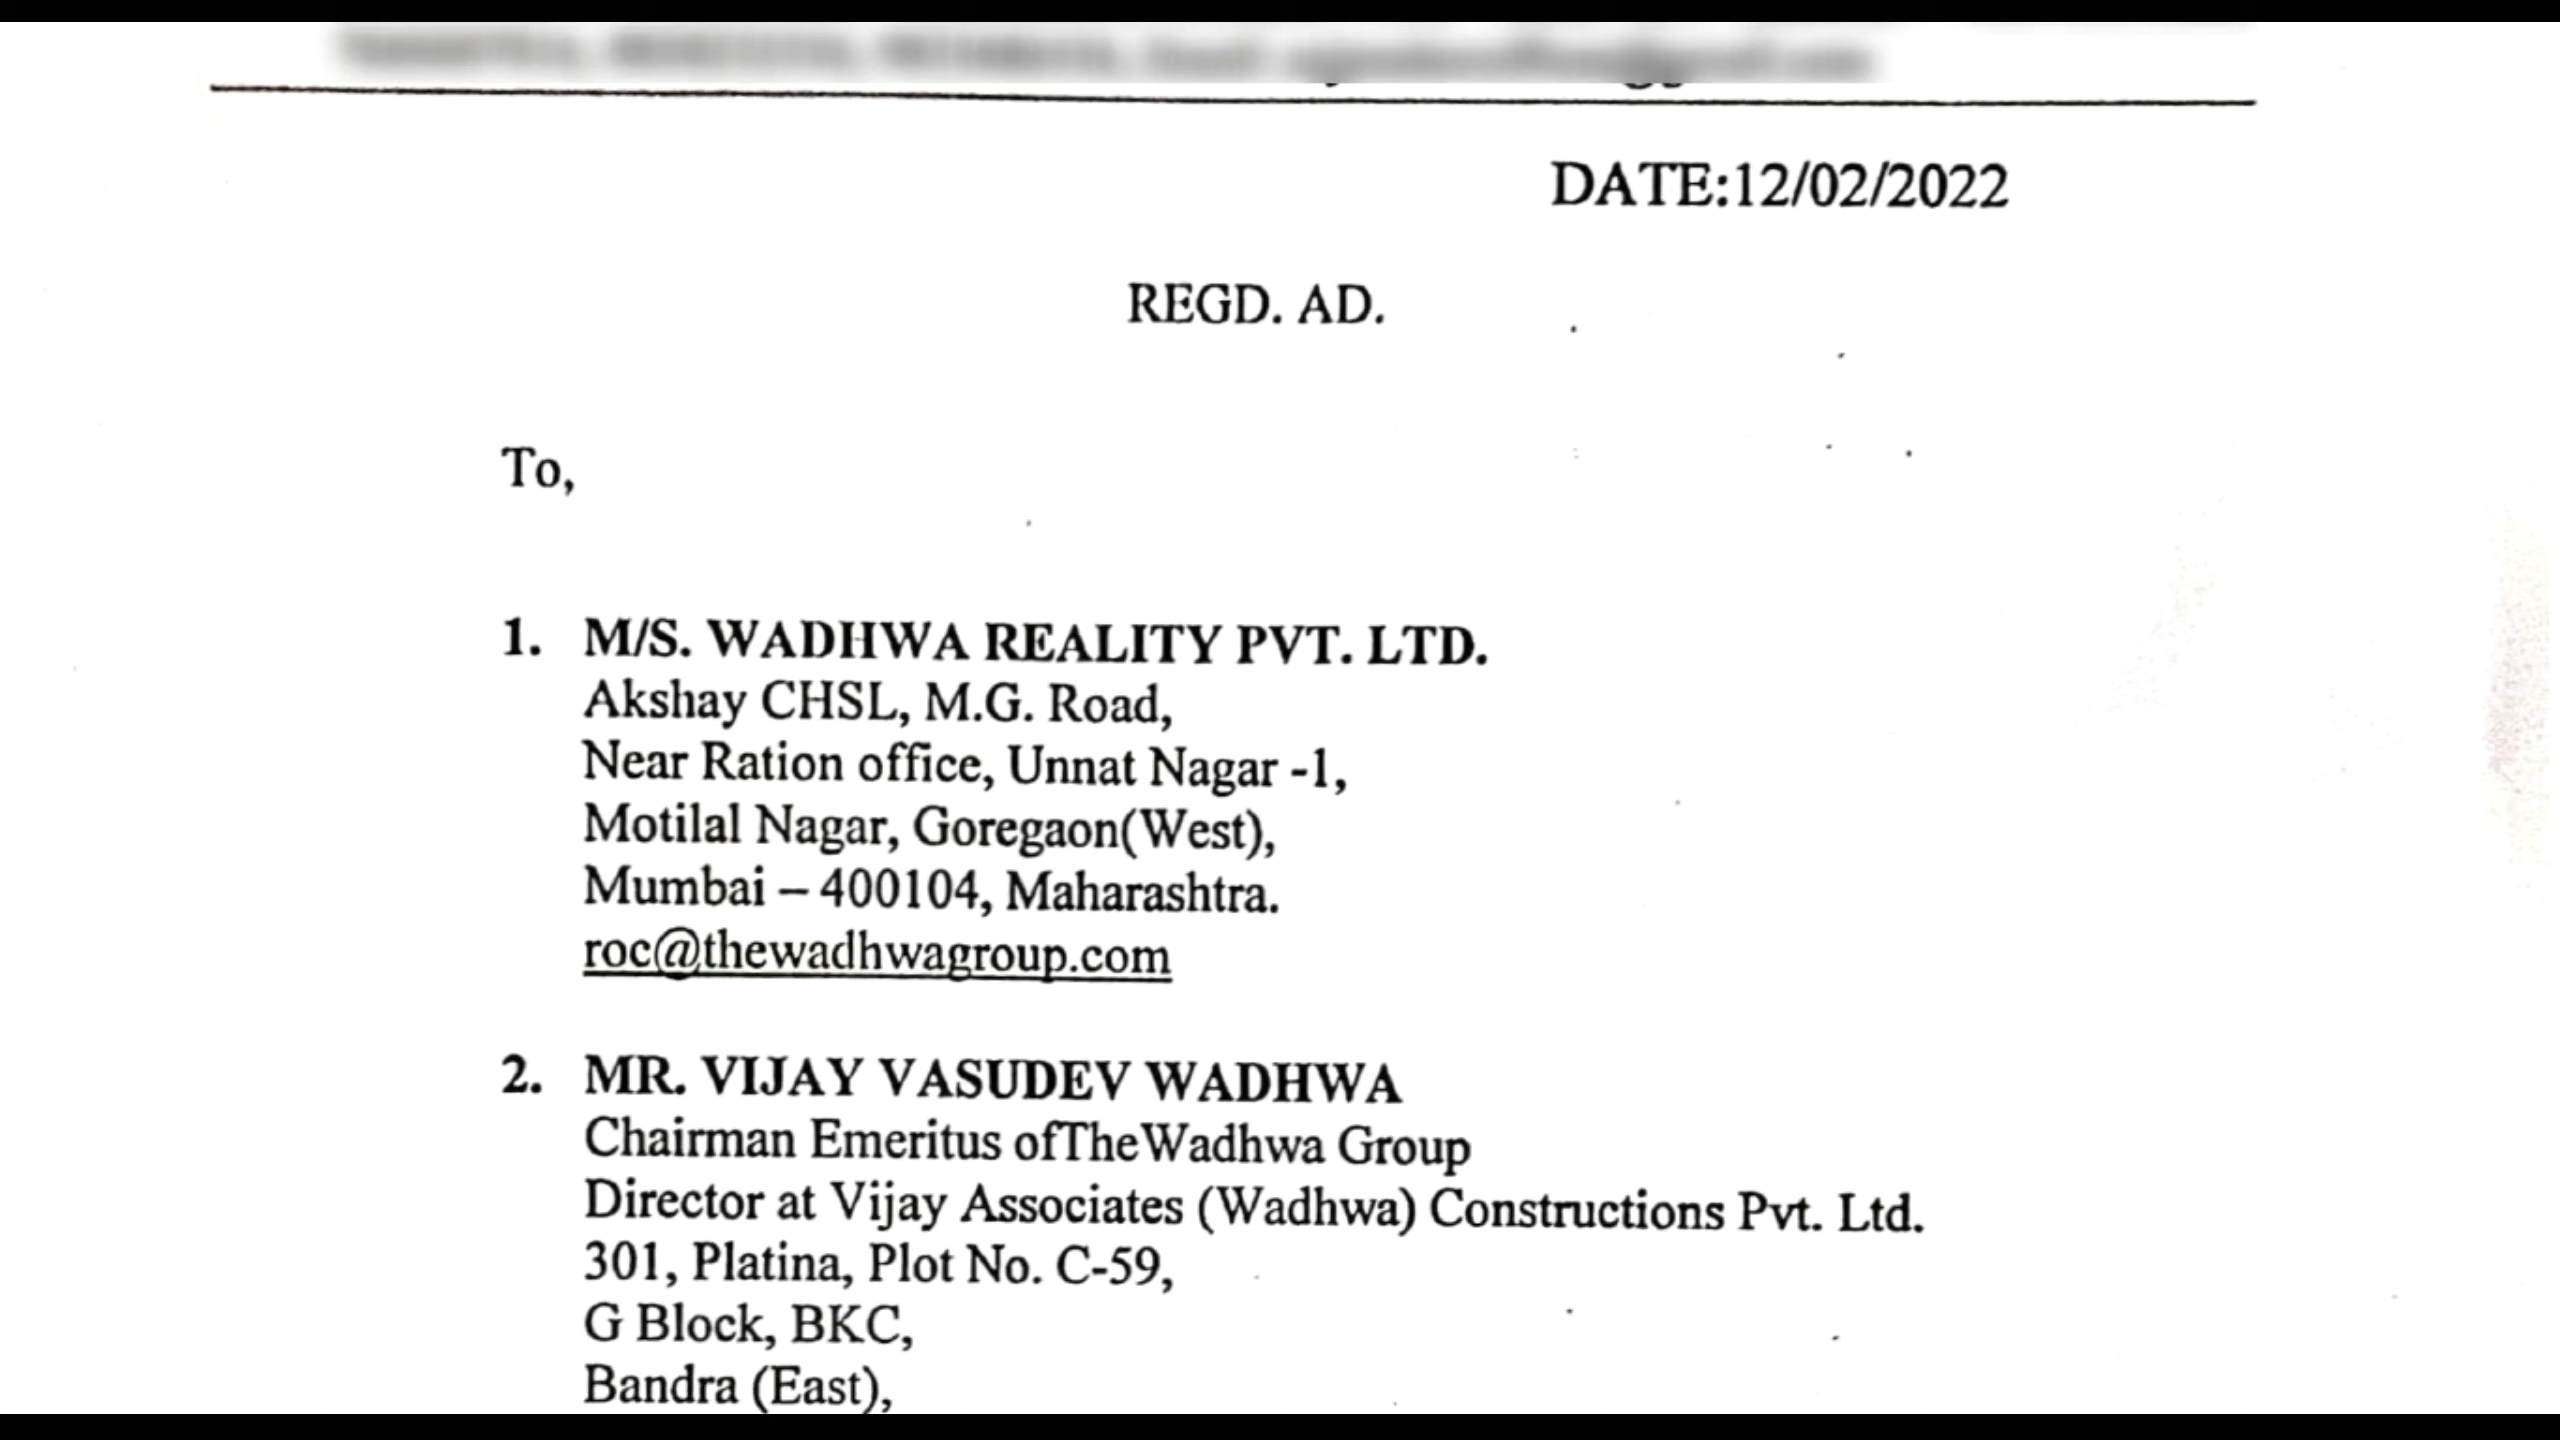 DATE:12/02/2022
REGD. AD.
To,
1. M/S. WADHWA REALITY PVT. LTD.
Akshay CHSL, M.G. Road,
Near Ration office, Unnat Nagar -1,
Motilal Nagar, Goregaon(West),
Mumbai – 400104, Maharashtra.
roc@thewadhwagroup.com
2. MR. VIJAY VASUDEV WADHWA
Chairman Emeritus ofTheWadhwa Group
Director at Vijay Associates (Wadhwa) Constructions Pvt. Ltd.
301, Platina, Plot No. C-59,
G Block, BKC,
Bandra (East),